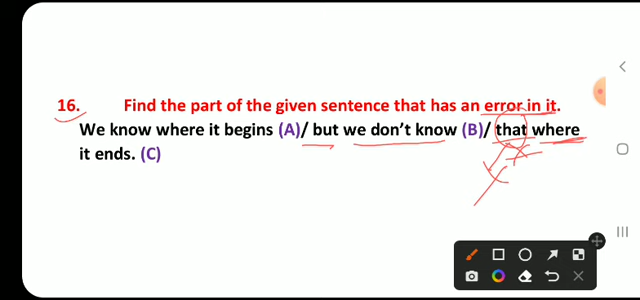 16. Find the part of the given sentence that has an error in it.
We know where it begins (A)/ but we don't know (B)/ that where
it ends. (C)